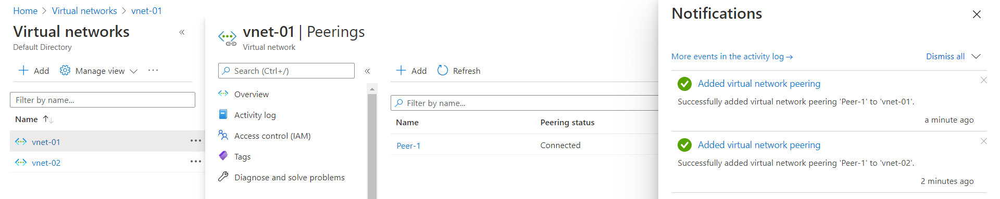 Home > Virtual networks > vnet-01
Virtual networks «
Default Directory
+ Add Manage view ···
Filter by name...
Name ↑↓
vnet-01 ···
vnet-02 ···
vnet-01 | Peerings
Virtual network
Search (Ctrl+/) «
Overview
Activity log
Access control (IAM)
Tags
Diagnose and solve problems
+ Add Refresh
Filter by name...
Name Peering status
Peer-1 Connected
Notifications
More events in the activity log → Dismiss all
Added virtual network peering
Successfully added virtual network peering 'Peer-1' to 'vnet-01'.
a minute ago
Added virtual network peering
Successfully added virtual network peering 'Peer-1' to 'vnet-02'.
2 minutes ago